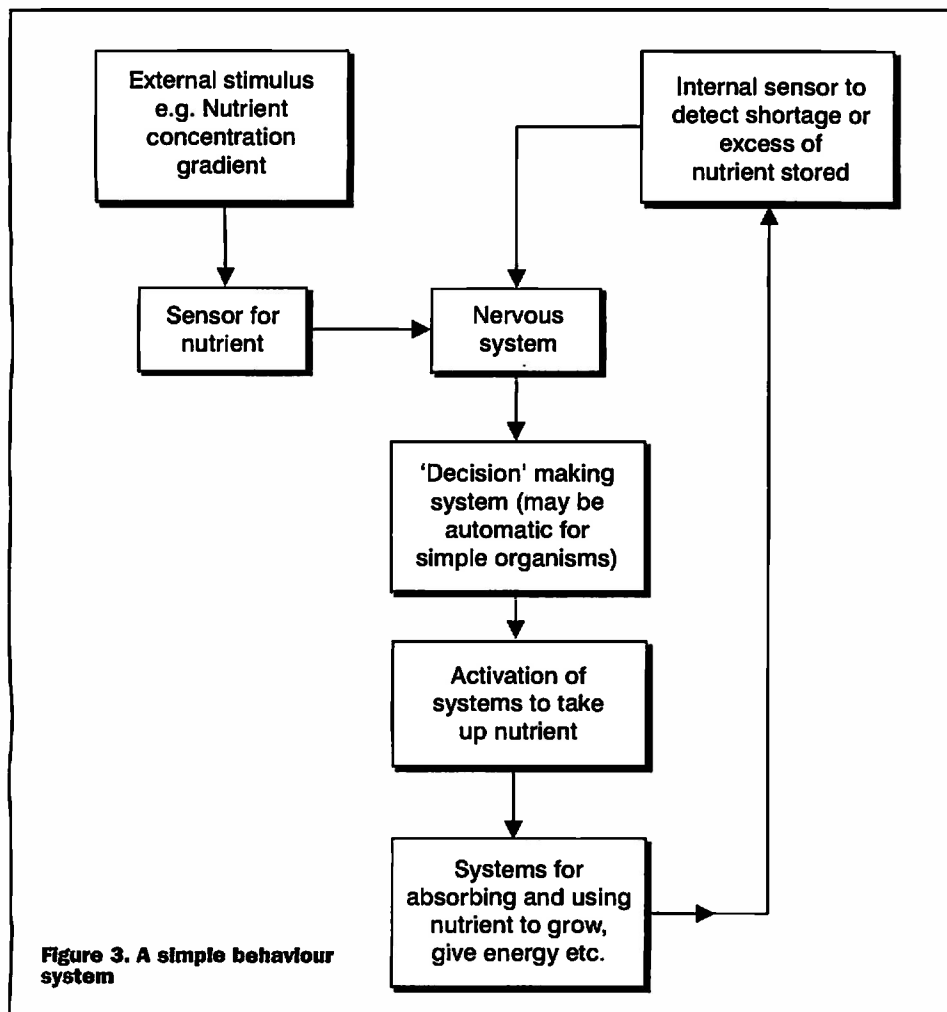 External stimulus
e.g. Nutrient
concentration
gradient
Internal sensor to
detect shortage or
excess of
nutrient stored
Sensor for
nutrient
Nervous
system
'Decision' making
system (may be
automatic for
simple organisms)
Activation of
systems to take
up nutrient
Systems for
absorbing and using
nutrient to grow,
give energy etc.
Figure 3. A simple behaviour
system